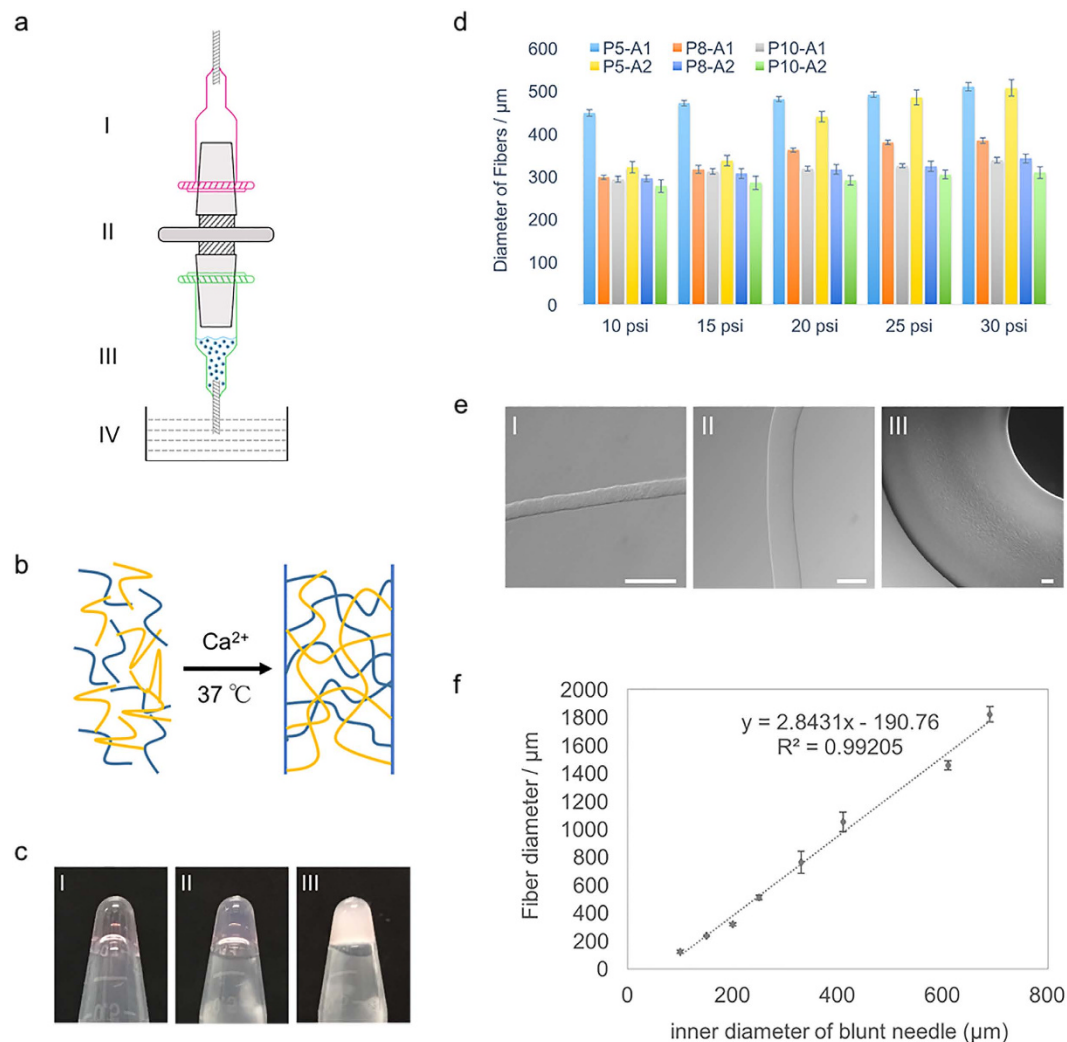 a
I
II
III
IV
b
Ca²⁺
37 ℃
c
I
II
III
d
600
500
400
300
200
100
0
Diameter of Fibers / µm
P5-A1 P8-A1 P10-A1
P5-A2 P8-A2 P10-A2
10 psi 15 psi 20 psi 25 psi 30 psi
e
I
II
III
f
2000
1800
1600
1400
1200
1000
800
600
400
200
0
Fiber diameter / µm
y = 2.8431x - 190.76
R² = 0.99205
0 200 400 600 800
inner diameter of blunt needle (µm)